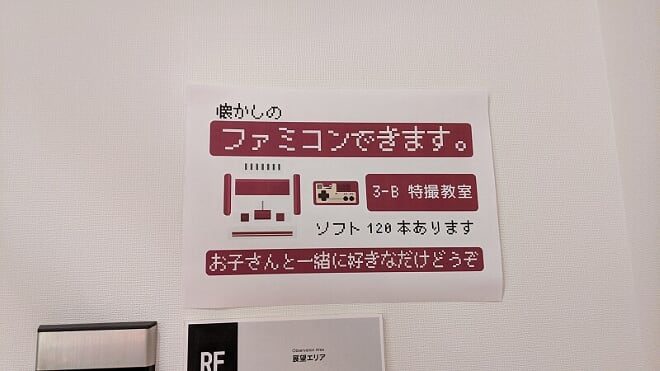 懐かしの
ファミコンできます。
3-B 特撮教室
ソフト 120 本あります
お子さんと一緒に好きなだけどうぞ
RF
Observation Area
展望エリア